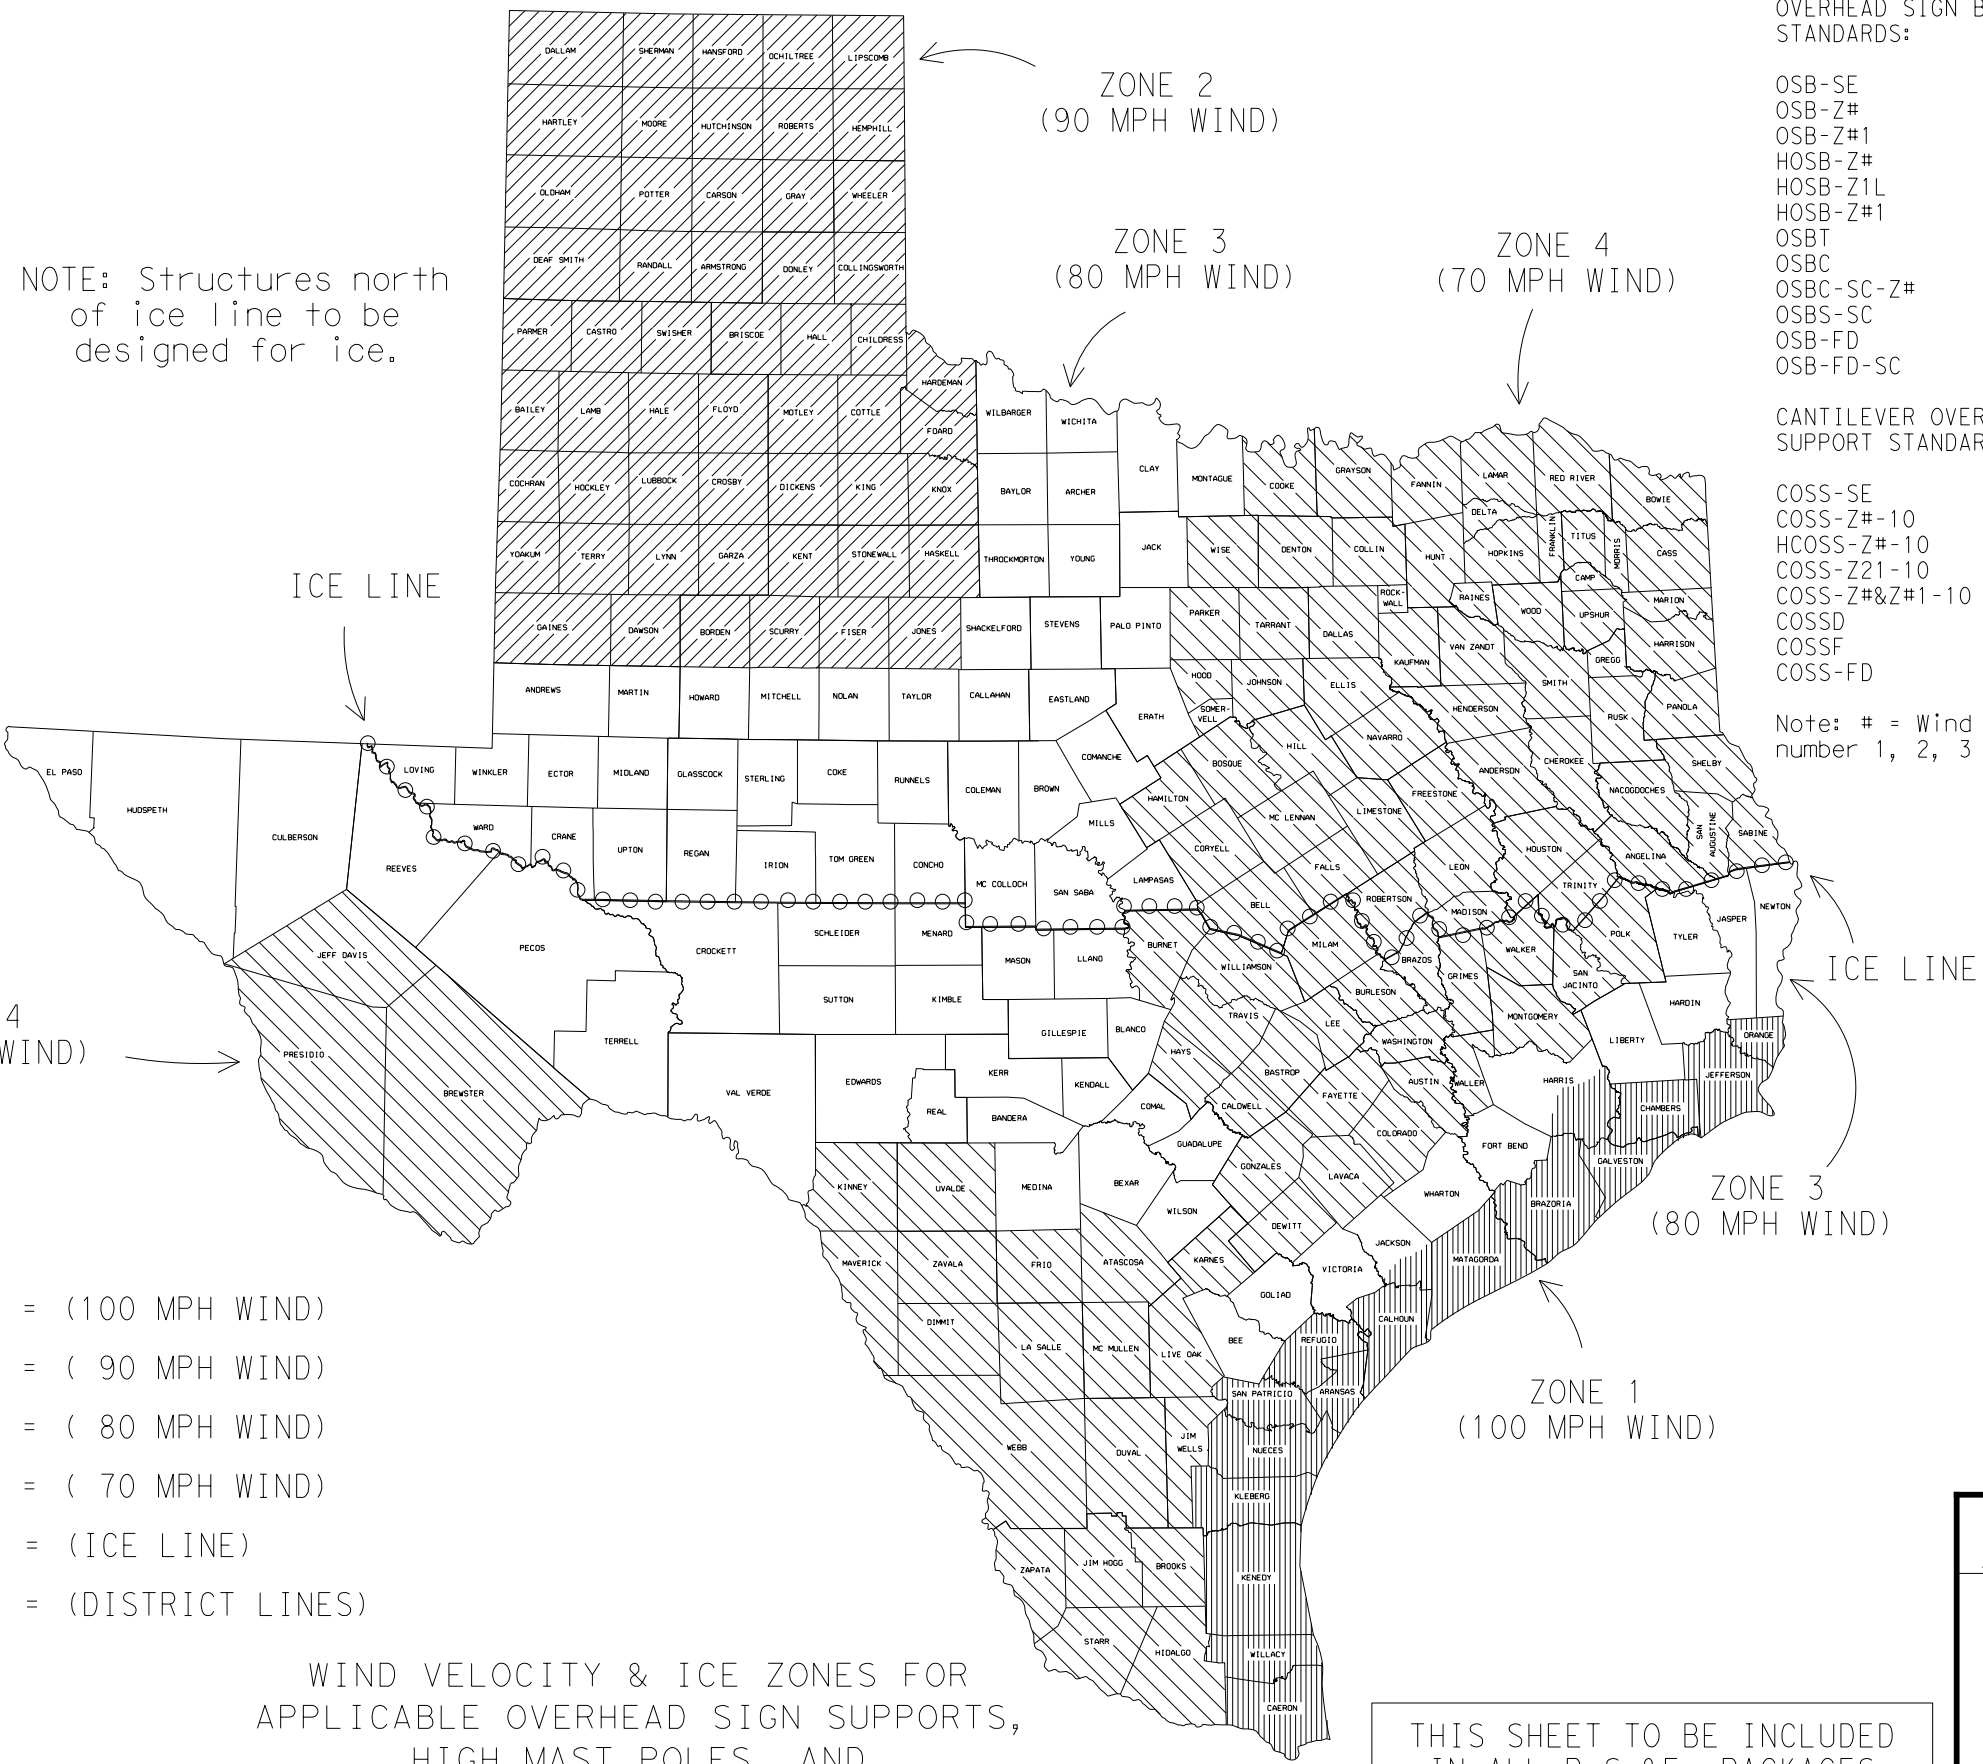 OVERHEAD SIGN B
STANDARDS:
OSB-SE
OSB-Z#
OSB-Z#1
HOSB-Z#
HOSB-Z1L
HOSB-Z#1
OSBT
OSBC
OSBC-SC-Z#
OSBS-SC
OSB-FD
OSB-FD-SC
CANTILEVER OVER
SUPPORT STANDAR
COSS-SE
COSS-Z#-10
HCOSS-Z#-10
COSS-Z21-10
COSS-Z#&Z#1-10
COSSD
COSSF
COSS-FD
Note: # = Wind
number 1, 2, 3
ZONE 2
(90 MPH WIND)
ZONE 3
(80 MPH WIND)
ZONE 4
(70 MPH WIND)
NOTE: Structures north
of ice line to be
designed for ice.
ICE LINE
DALLAM SHERMAN HANSFORD OCHILTREE LIPSCOMB
HARTLEY MOORE HUTCHINSON ROBERTS HEMPHILL
OLDHAM POTTER CARSON GRAY WHEELER
DEAF SMITH RANDALL ARMSTRONG DONLEY COLLINGSWORTH
PARMER CASTRO SWISHER BRISCOE HALL CHILDRESS
HARDEMAN
BAILEY LAMB HALE FLOYD MOTLEY COTTLE
FOARD WILBARGER WICHITA
COCHRAN HOCKLEY LUBBOCK CROSBY DICKENS KING KNOX BAYLOR ARCHER CLAY MONTAGUE COOKE GRAYSON FANNIN LAMAR RED RIVER BOWIE
DELTA
YOAKUM TERRY LYNN GARZA KENT STONEWALL HASKELL THROCKMORTON YOUNG JACK WISE DENTON COLLIN HUNT HOPKINS FRANKLIN TITUS MORRIS CASS
CAMP
ROCK-
WALL
RAINES WOOD UPSHUR MARION
GAINES DAWSON BORDEN SCURRY FISER JONES SHACKELFORD STEVENS PALO PINTO PARKER TARRANT DALLAS KAUFMAN VAN ZANDT GREGG HARRISON
ANDREWS MARTIN HOWARD MITCHELL NOLAN TAYLOR CALLAHAN EASTLAND ERATH HOOD JOHNSON ELLIS HENDERSON SMITH RUSK PANOLA
SOMER-
VELL
EL PASO HUDSPETH CULBERSON REEVES LOVING WINKLER ECTOR MIDLAND GLASSCOCK STERLING COKE RUNNELS COLEMAN BROWN COMANCHE BOSQUE HILL NAVARRO ANDERSON CHEROKEE NACOGDOCHES SHELBY
WARD CRANE UPTON REGAN IRION TOM GREEN CONCHO MC COLLOCH SAN SABA MILLS HAMILTON CORYELL MC LENNAN LIMESTONE FREESTONE HOUSTON ANGELINA
SAN
AUGUSTINE
SABINE
LAMPASAS BELL FALLS ROBERTSON LEON MADISON TRINITY POLK TYLER JASPER NEWTON
JEFF DAVIS PECOS CROCKETT SCHLEIDER MENARD MASON LLANO BURNET WILLIAMSON MILAM BRAZOS GRIMES WALKER
SAN
JACINTO
HARDIN
ICE LINE
4
WIND)
PRESIDIO BREWSTER TERRELL SUTTON KIMBLE GILLESPIE BLANCO TRAVIS LEE BURLESON WASHINGTON MONTGOMERY LIBERTY ORANGE
VAL VERDE EDWARDS KERR REAL BANDERA KENDALL COMAL HAYS CALDWELL BASTROP FAYETTE AUSTIN WALLER HARRIS CHAMBERS JEFFERSON
KINNEY UVALDE MEDINA BEXAR GUADALUPE GONZALES LAVACA COLORADO FORT BEND GALVESTON
ZONE 3
(80 MPH WIND)
MAVERICK ZAVALA FRIO ATASCOSA WILSON KARNES DEWITT VICTORIA JACKSON WHARTON MATAGORDA BRAZORIA
DIMMIT LA SALLE MC MULLEN LIVE OAK BEE GOLIAD REFUGIO CALHOUN
ZONE 1
(100 MPH WIND)
WEBB DUVAL
JIM
WELLS
SAN PATRICIO ARANSAS
NUECES
KLEBERG
ZAPATA JIM HOGG BROOKS KENEDY
STARR HIDALGO WILLACY
CAERON
= (100 MPH WIND)
= ( 90 MPH WIND)
= ( 80 MPH WIND)
= ( 70 MPH WIND)
= (ICE LINE)
= (DISTRICT LINES)
WIND VELOCITY & ICE ZONES FOR
APPLICABLE OVERHEAD SIGN SUPPORTS,
HIGH MAST POLES, AND
THIS SHEET TO BE INCLUDED
IN ALL P.S.&E. PACKAGES